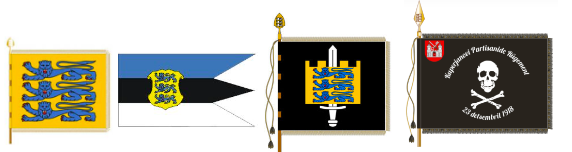 Kuperjanovi Partisanide Rügement
23 detsembril 1918